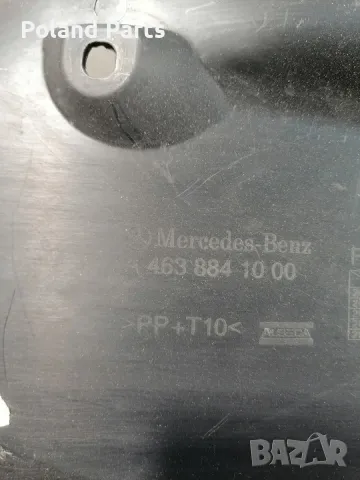 Poland Parts
Mercedes-Benz
A 463 884 10 00
>PP+T10<
BAZAR